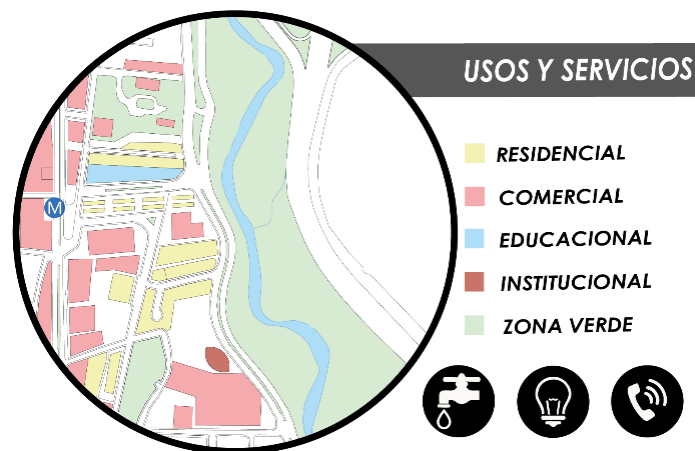 USOS Y SERVICIOS
RESIDENCIAL
COMERCIAL
M
EDUCACIONAL
INSTITUCIONAL
ZONA VERDE